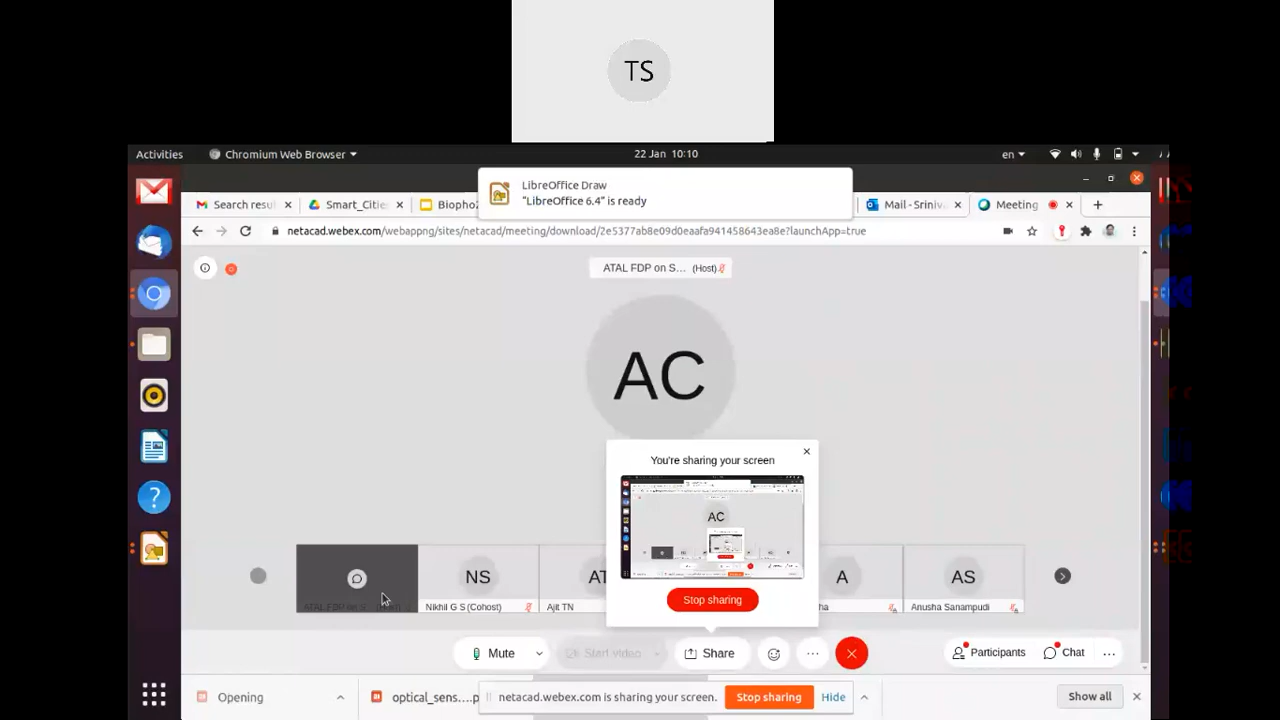 TS
Activities
Chromium Web Browser
22 Jan 10:10
en
LibreOffice Draw
"LibreOffice 6.4" is ready
Search resul
Smart_Citie
Biopho
Mail - Sriniv
Meeting
netacad.webex.com/webappng/sites/netacad/meeting/download/2e5377ab8e09d0eaafa941458643ea8e?launchApp=true
ATAL FDP on S... (Host)
AC
You're sharing your screen
AC
Stop sharing
NS
AT
A
AS
Nikhil G S (Cohost)
Ajit TN
ha
Anusha Sanampudi
Mute
Start video
Share
Participants
Chat
Opening
optical_sens....p
netacad.webex.com is sharing your screen.
Stop sharing
Hide
Show all